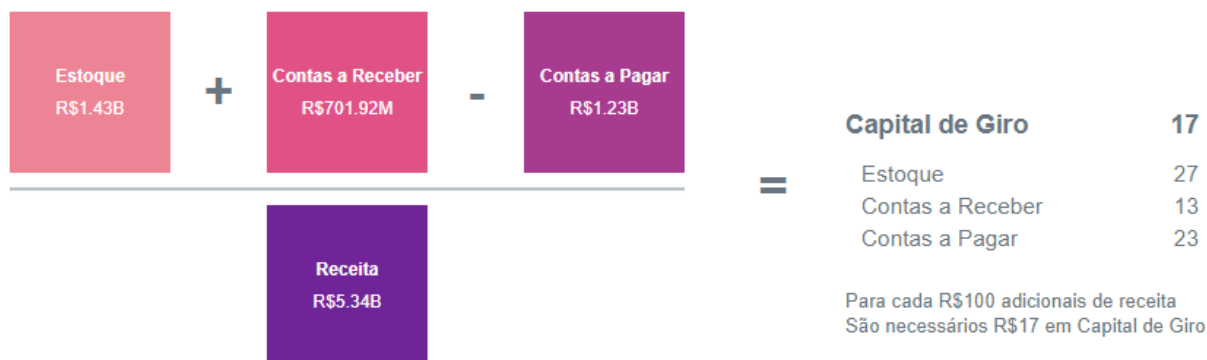 Estoque
R$1.43B
+
Contas a Receber
R$701.92M
-
Contas a Pagar
R$1.23B
Receita
R$5.34B
=
Capital de Giro 17
Estoque 27
Contas a Receber 13
Contas a Pagar 23
Para cada R$100 adicionais de receita
São necessários R$17 em Capital de Giro